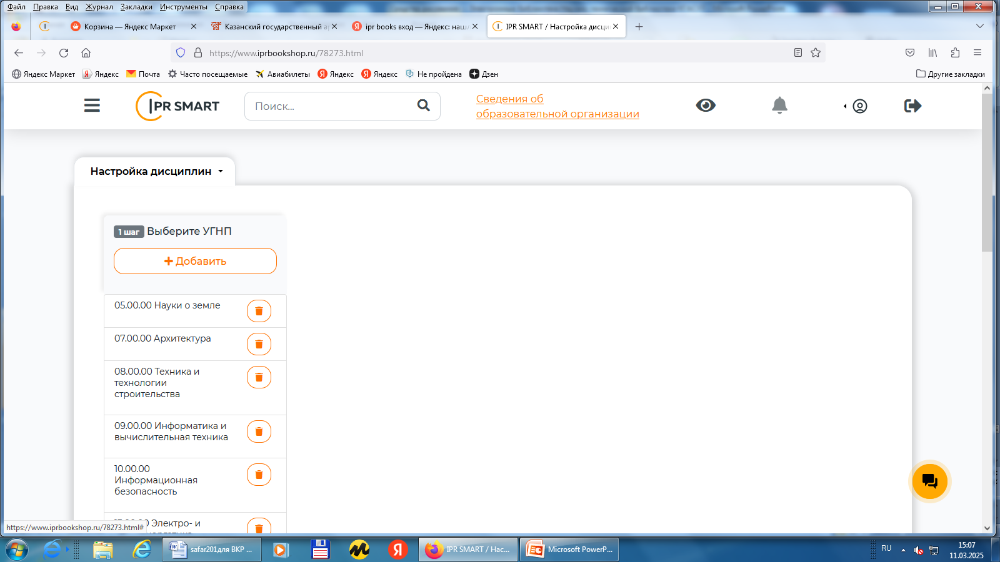 Файл Правка Вид Журнал Закладки Инструменты Справка
Корзина — Яндекс Маркет
Казанский государственный а
ipr books вход — Яндекс: наш
IPR SMART / Настройка дисци
https://www.iprbookshop.ru/78273.html
Яндекс Маркет Яндекс Почта Часто посещаемые Авиабилеты Яндекс Яндекс Не пройдена Дзен Другие закладки
IPR SMART
Поиск...
Сведения об
образовательной организации
Настройка дисциплин
1 шаг Выберите УГНП
Добавить
05.00.00 Науки о земле
07.00.00 Архитектура
08.00.00 Техника и
технологии
строительства
09.00.00 Информатика и
вычислительная техника
10.00.00
Информационная
безопасность
Электро- и
https://www.iprbookshop.ru/78273.html#
safar201для ВКР ...
IPR SMART / Нас...
Microsoft PowerP...
RU
15:07
11.03.2025